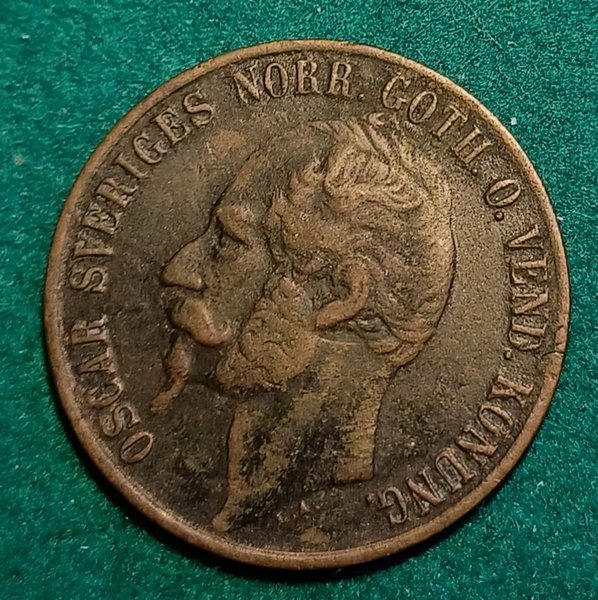 OSCAR SVERIGES NORR. GOTH. O. VEND. KONUNG.
L.A.